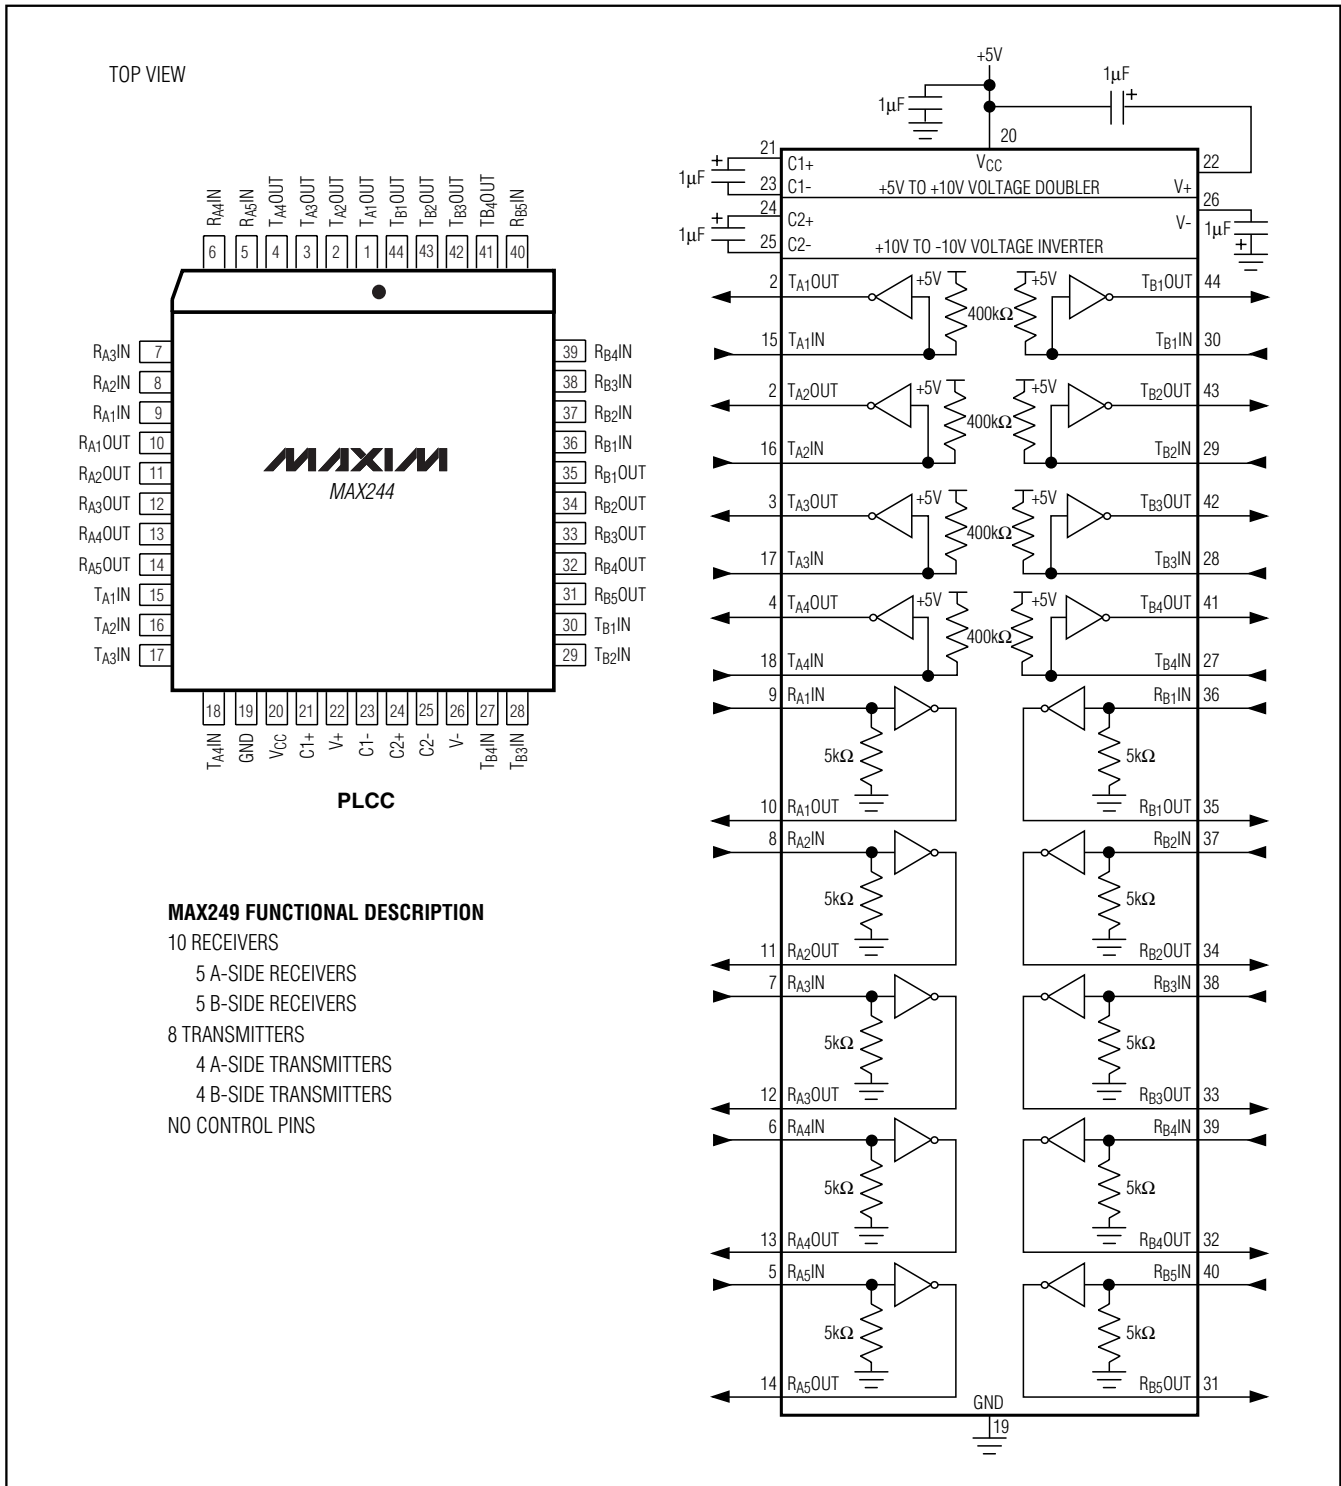 TOP VIEW
RA4IN
RA5IN
TA4OUT
TA3OUT
TA2OUT
TA1OUT
TB1OUT
TB2OUT
TB3OUT
TB4OUT
RB5IN
6 5 4 3 2 1 44 43 42 41 40
RA3IN 7
RA2IN 8
RA1IN 9
RA1OUT 10
RA2OUT 11
RA3OUT 12
RA4OUT 13
RA5OUT 14
TA1IN 15
TA2IN 16
TA3IN 17
MAXIM
MAX244
39 RB4IN
38 RB3IN
37 RB2IN
36 RB1IN
35 RB1OUT
34 RB2OUT
33 RB3OUT
32 RB4OUT
31 RB5OUT
30 TB1IN
29 TB2IN
18 19 20 21 22 23 24 25 26 27 28
TA4IN
GND
VCC
C1+
V+
C1-
C2+
C2-
V-
TB4IN
TB3IN
PLCC
MAX249 FUNCTIONAL DESCRIPTION
10 RECEIVERS
5 A-SIDE RECEIVERS
5 B-SIDE RECEIVERS
8 TRANSMITTERS
4 A-SIDE TRANSMITTERS
4 B-SIDE TRANSMITTERS
NO CONTROL PINS
+5V
1µF
1µF +
20
21 C1+ VCC 22
+ 1µF
23 C1- +5V TO +10V VOLTAGE DOUBLER V+
24 C2+ V- 26
+ 1µF
25 C2- +10V TO -10V VOLTAGE INVERTER
1µF +
2 TA1OUT +5V +5V TB1OUT 44
400kΩ
15 TA1IN TB1IN 30
2 TA2OUT +5V +5V TB2OUT 43
400kΩ
16 TA2IN TB2IN 29
3 TA3OUT +5V +5V TB3OUT 42
400kΩ
17 TA3IN TB3IN 28
4 TA4OUT +5V +5V TB4OUT 41
400kΩ
18 TA4IN TB4IN 27
9 RA1IN RB1IN 36
5kΩ 5kΩ
10 RA1OUT RB1OUT 35
8 RA2IN RB2IN 37
5kΩ 5kΩ
11 RA2OUT RB2OUT 34
7 RA3IN RB3IN 38
5kΩ 5kΩ
12 RA3OUT RB3OUT 33
6 RA4IN RB4IN 39
5kΩ 5kΩ
13 RA4OUT RB4OUT 32
5 RA5IN RB5IN 40
5kΩ 5kΩ
14 RA5OUT RB5OUT 31
GND
19